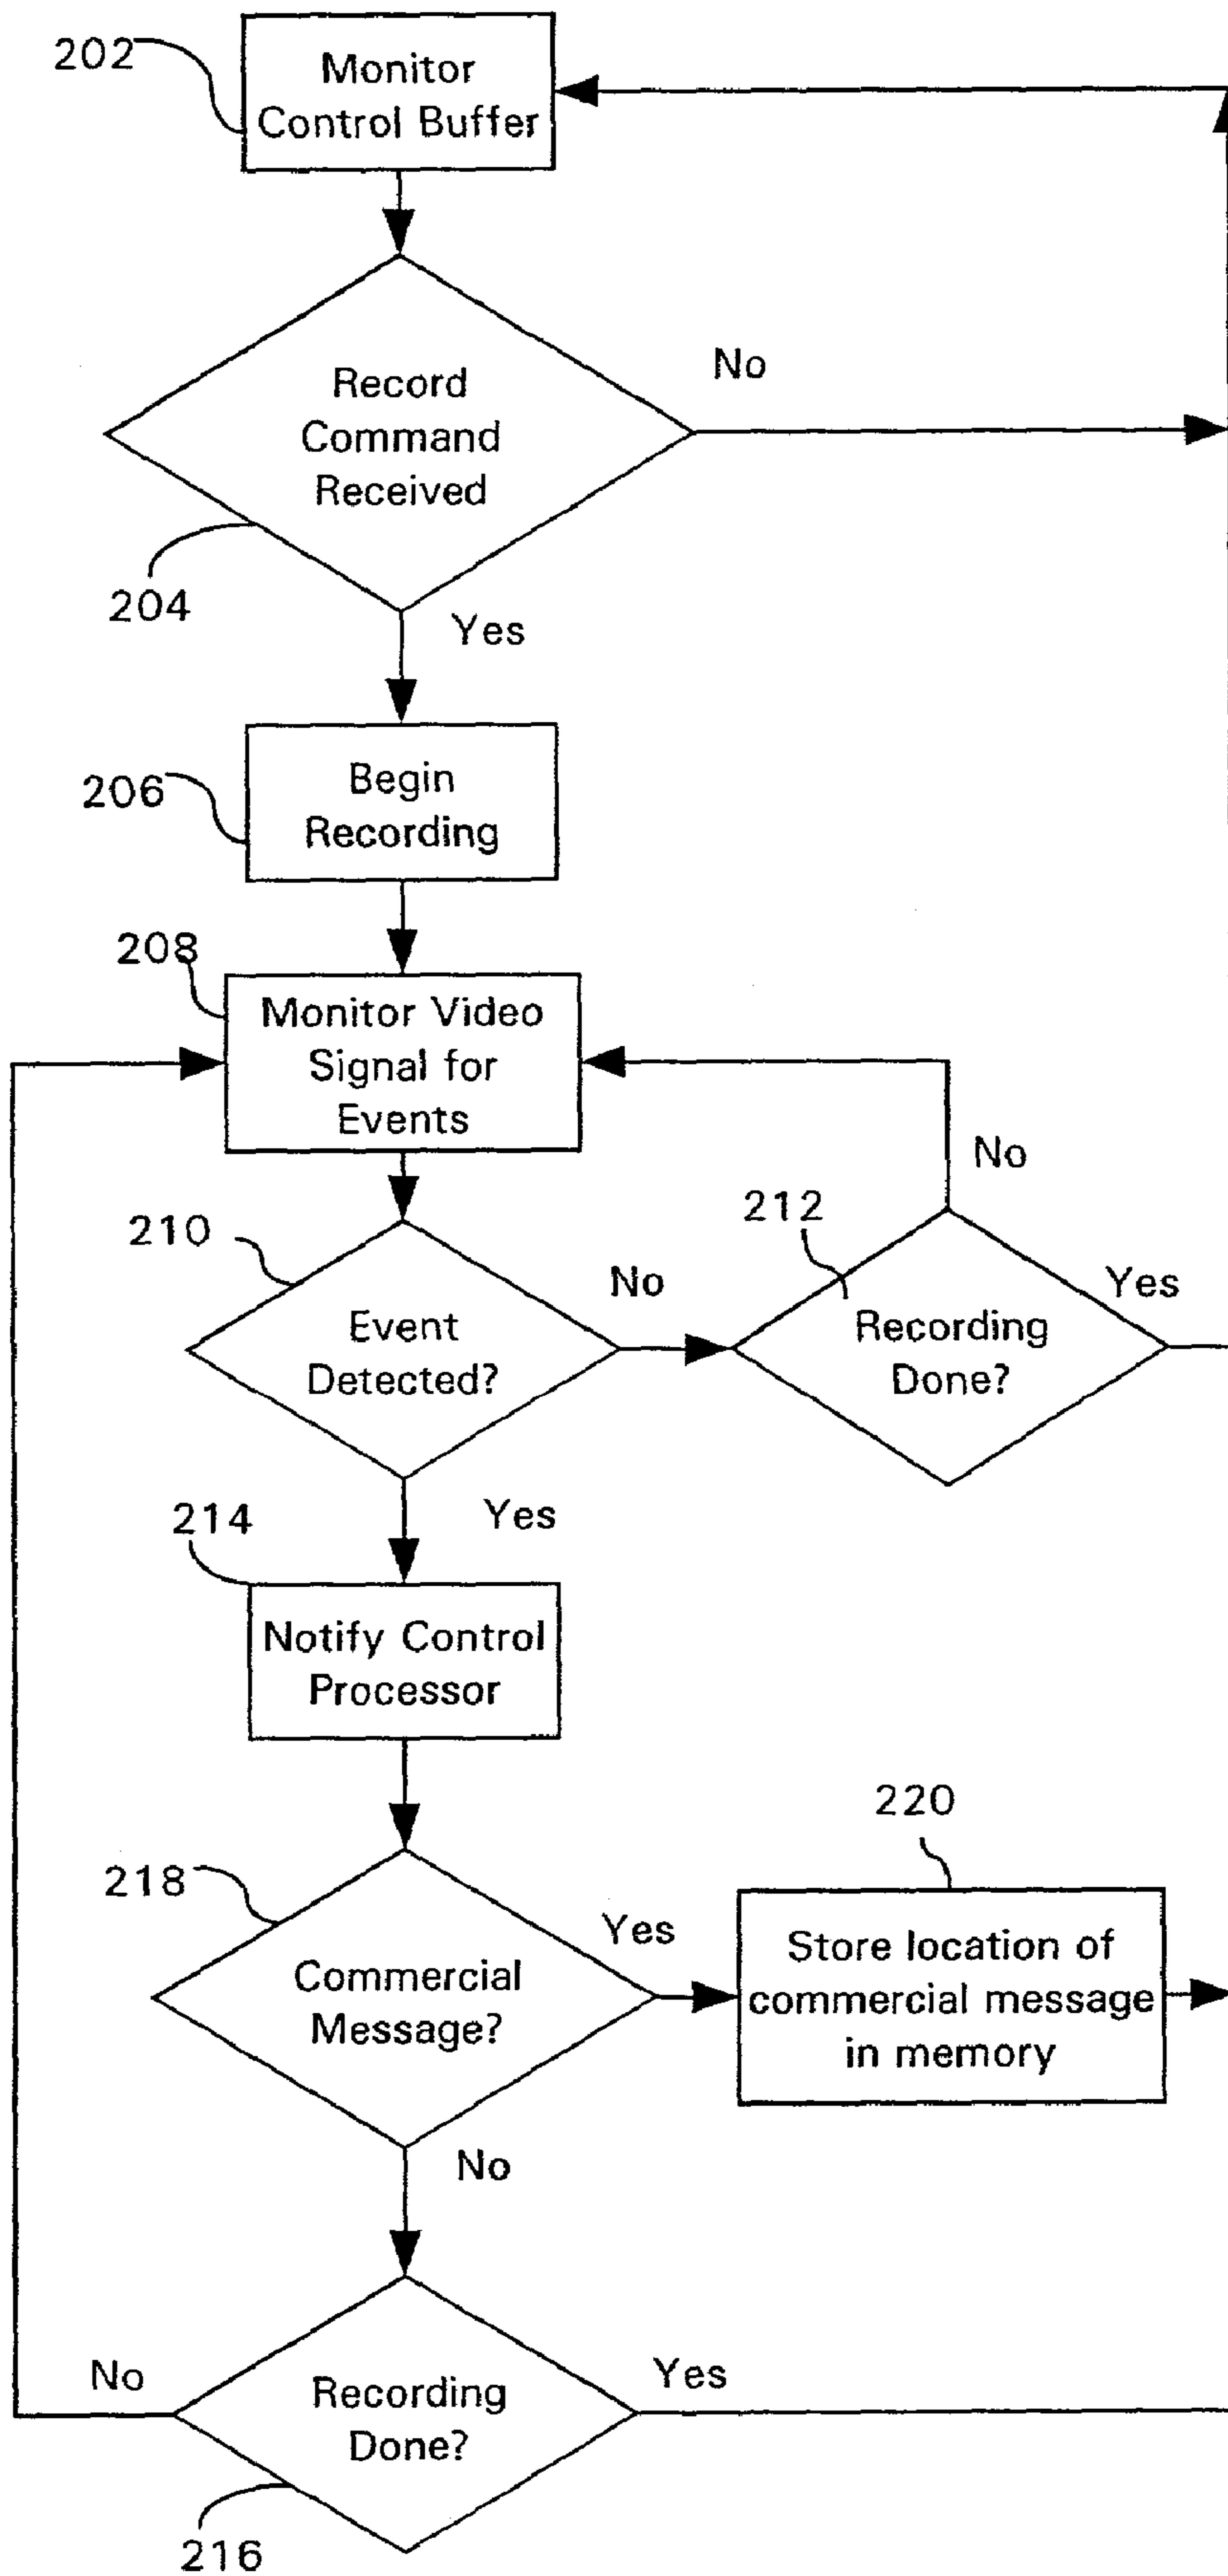 202
Monitor
Control Buffer
Record
Command
Received
No
204
Yes
206
Begin
Recording
208
Monitor Video
Signal for
Events
No
210
212
No
Yes
Event
Detected?
Recording
Done?
214
Yes
Notify Control
Processor
220
218
Yes
Commercial
Message?
Store location of
commercial message
in memory
No
No
Yes
Recording
Done?
216